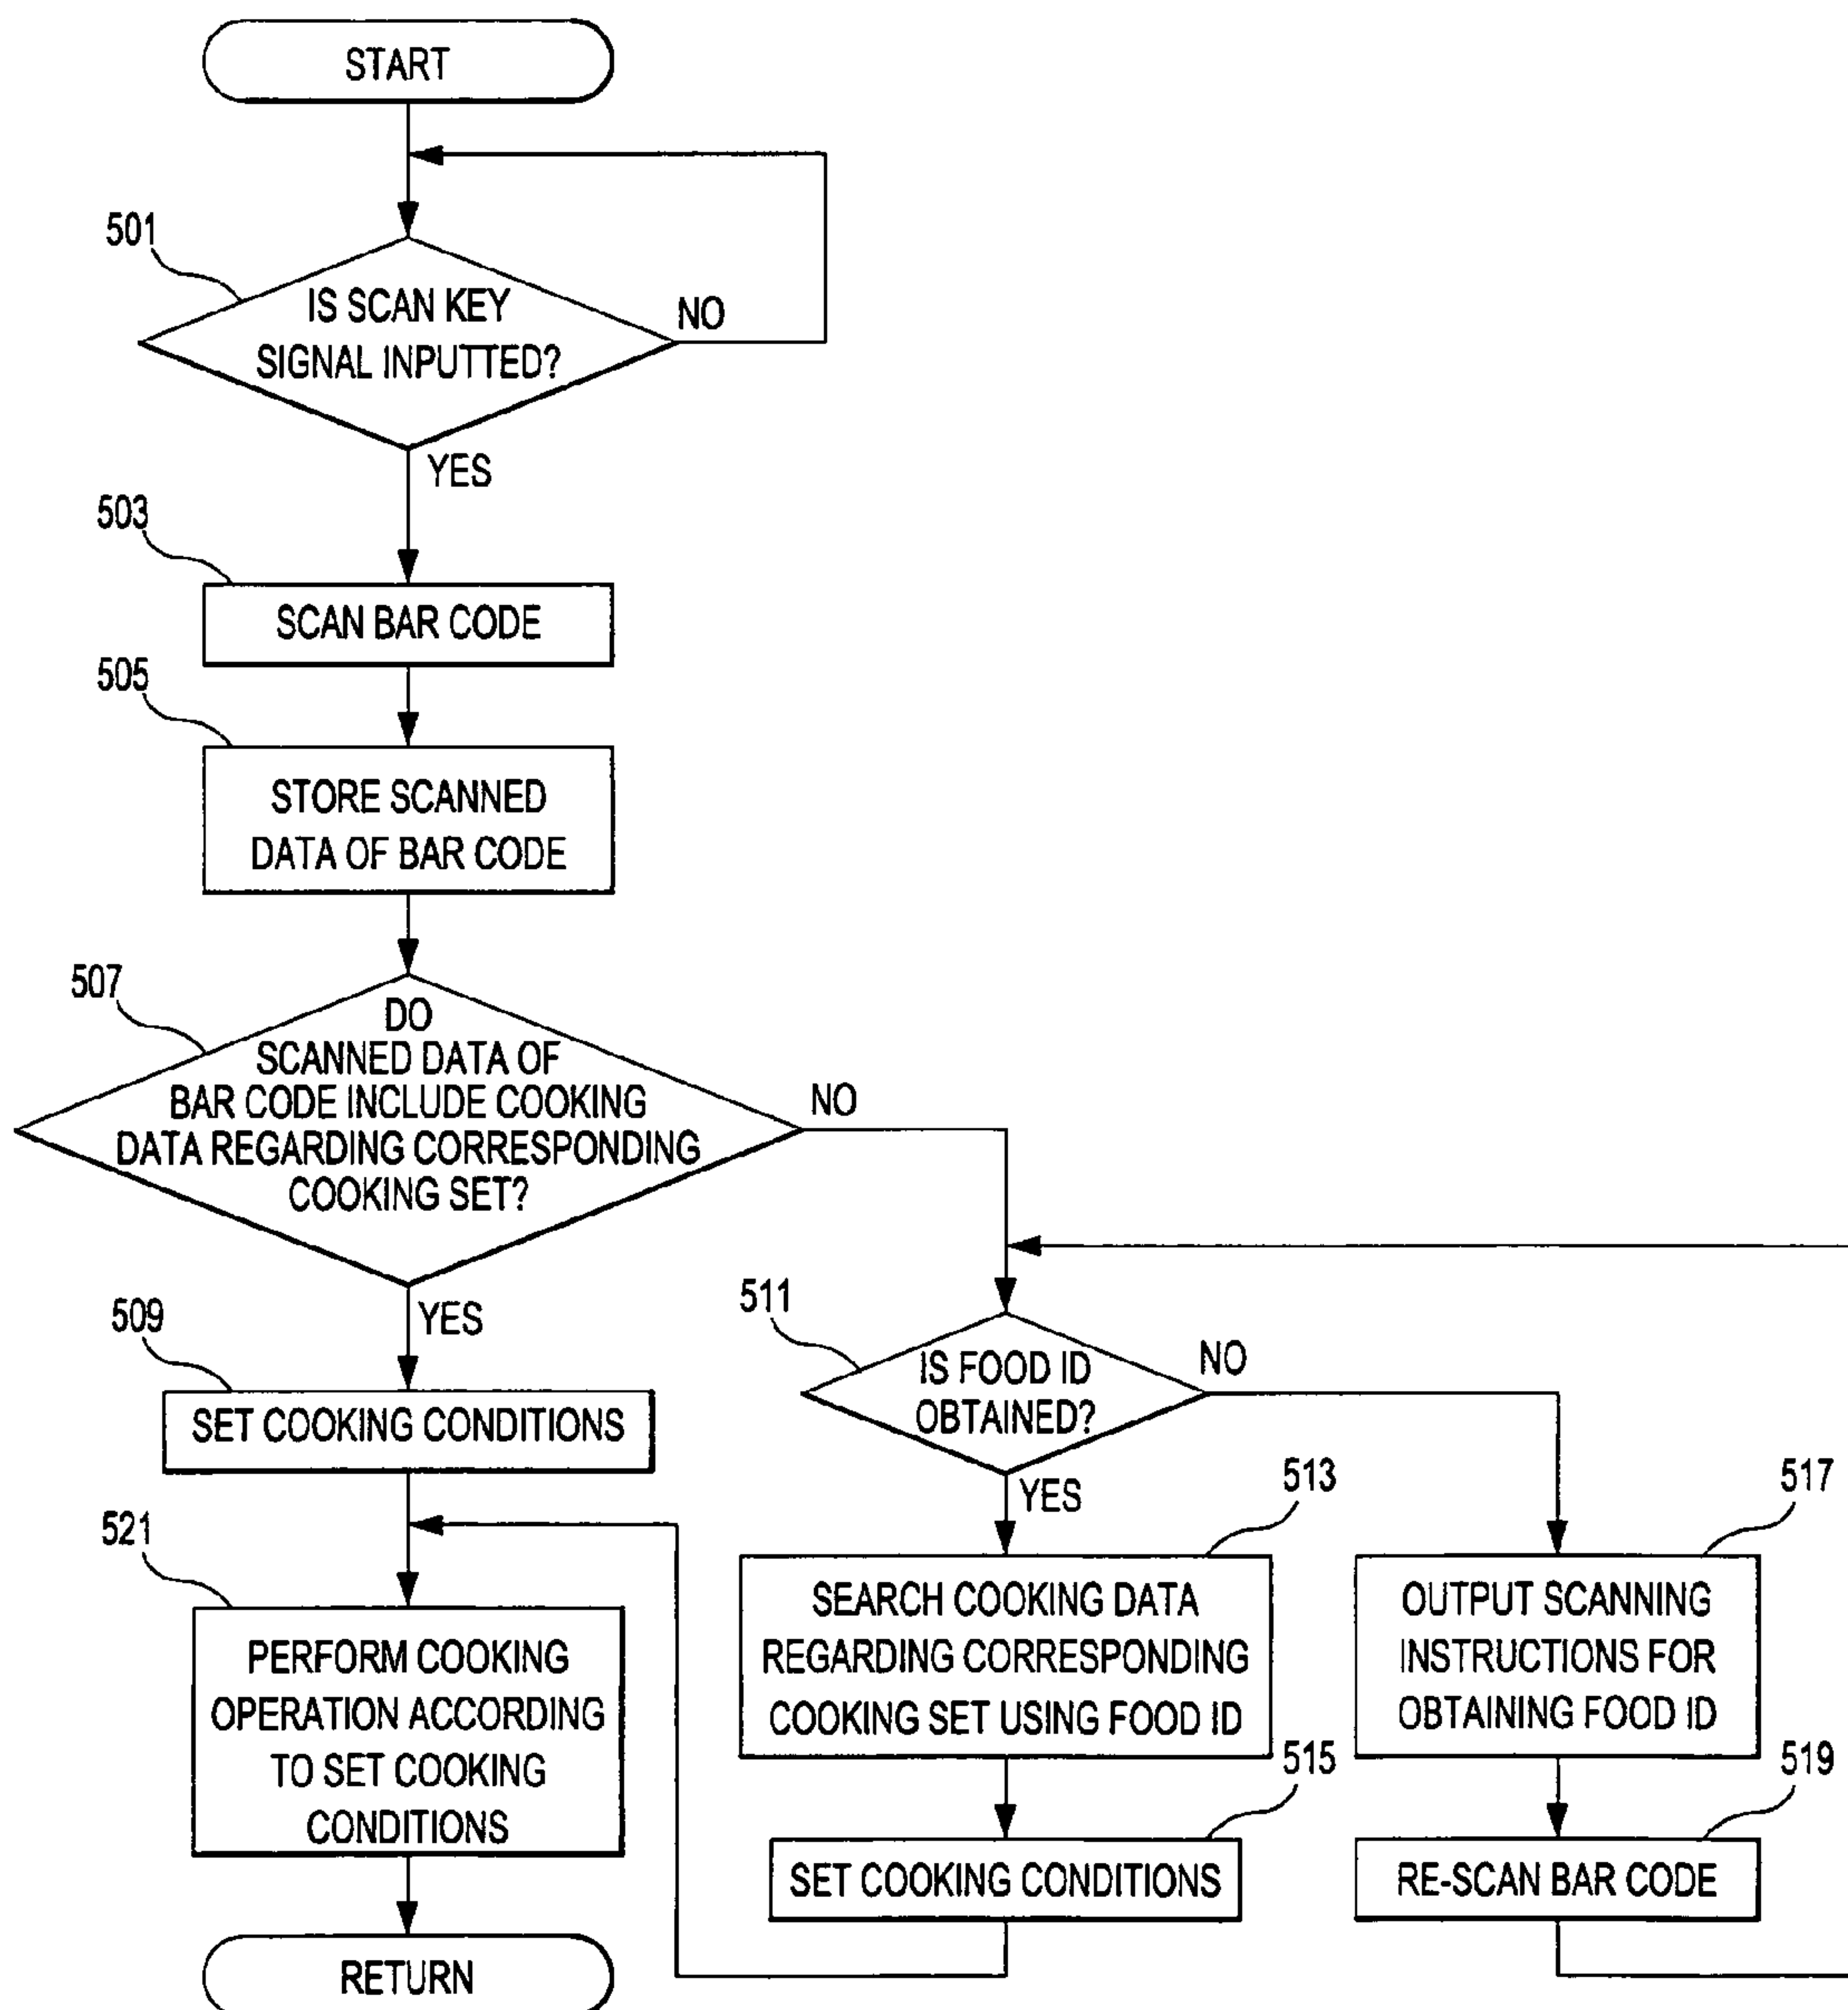 START
501
IS SCAN KEY
SIGNAL INPUTTED?
NO
YES
503
SCAN BAR CODE
505
STORE SCANNED
DATA OF BAR CODE
507
DO
SCANNED DATA OF
BAR CODE INCLUDE COOKING
DATA REGARDING CORRESPONDING
COOKING SET?
NO
YES
509
SET COOKING CONDITIONS
511
IS FOOD ID
OBTAINED?
NO
YES
513
SEARCH COOKING DATA
REGARDING CORRESPONDING
COOKING SET USING FOOD ID
515
SET COOKING CONDITIONS
517
OUTPUT SCANNING
INSTRUCTIONS FOR
OBTAINING FOOD ID
519
RE-SCAN BAR CODE
521
PERFORM COOKING
OPERATION ACCORDING
TO SET COOKING
CONDITIONS
RETURN